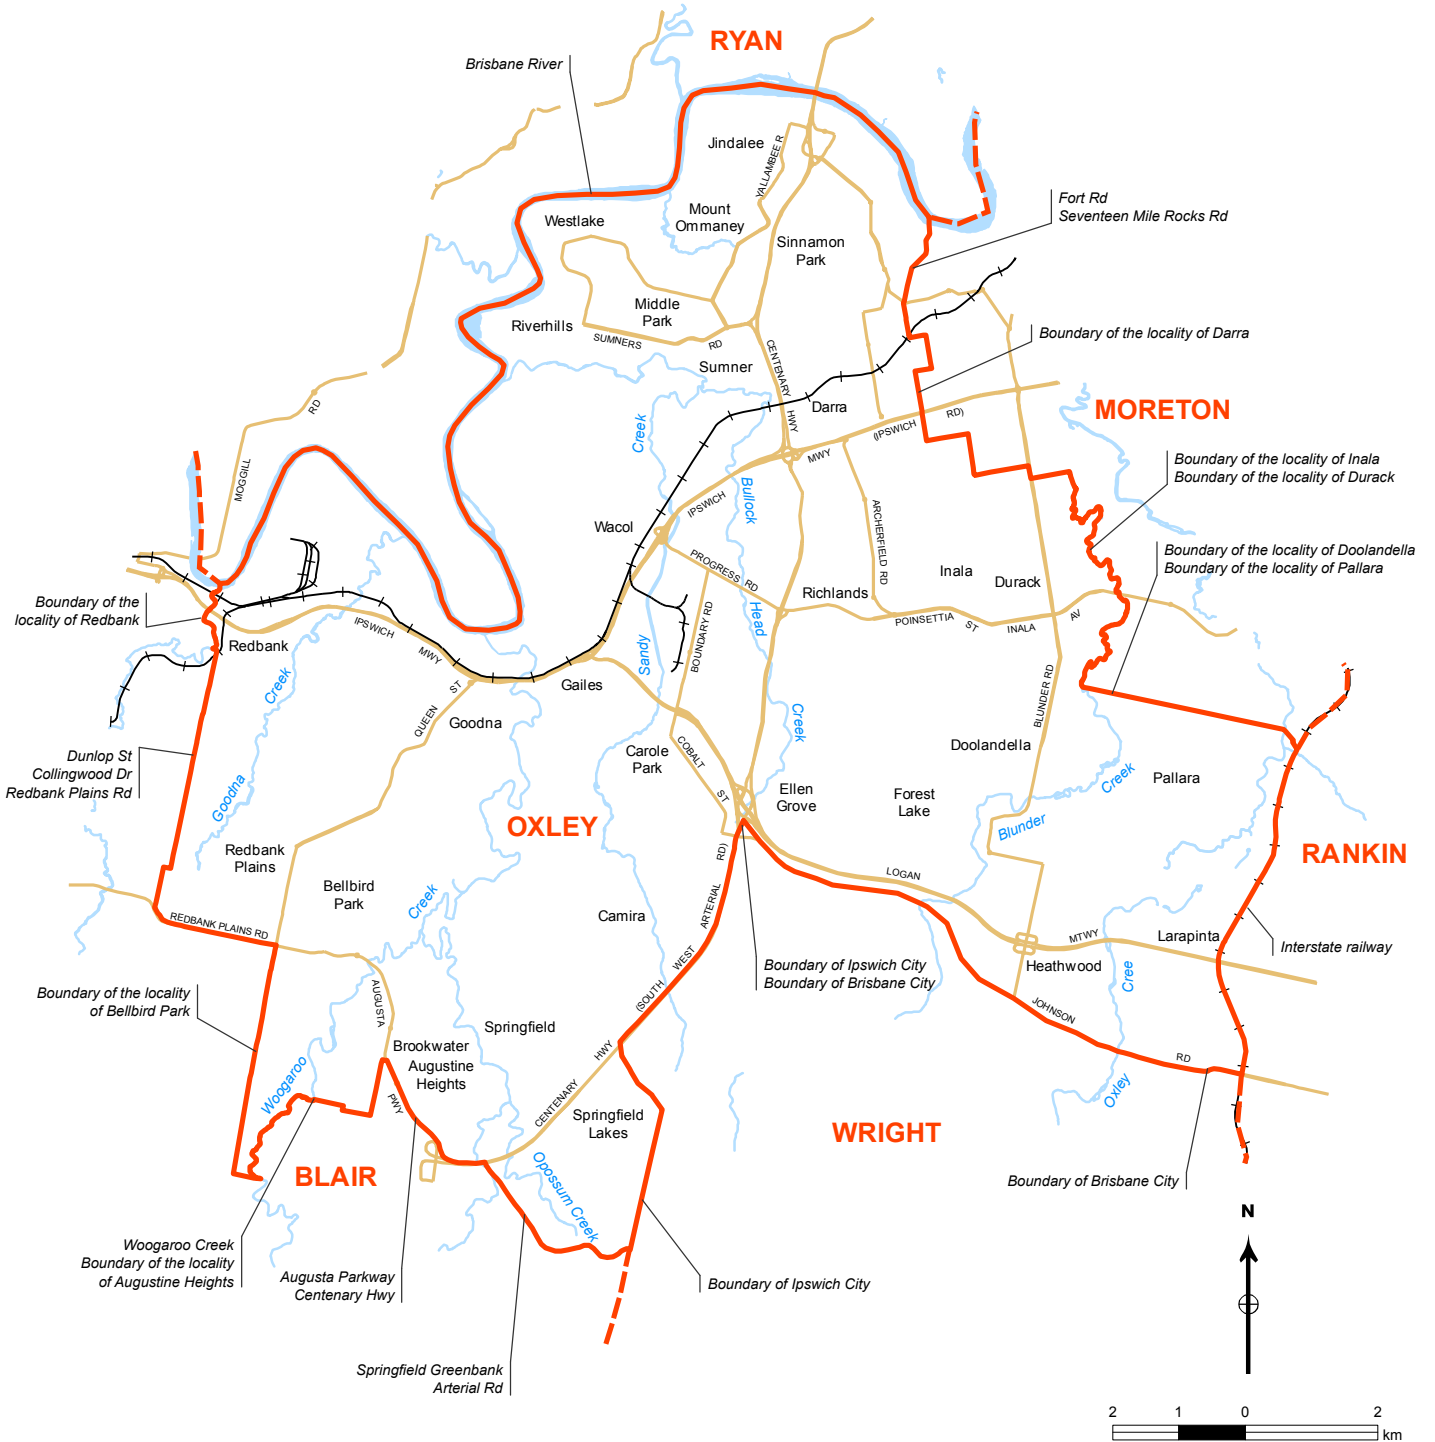 RYAN
Brisbane River
Jindalee
YALLAMBEE R
Fort Rd
Seventeen Mile Rocks Rd
Mount
Ommaney
Westlake
Sinnamon
Park
Middle
Park
Riverhills
SUMNERS
RD
Boundary of the locality of Darra
Sumner
CENTENARY
HWY
Darra
MORETON
MOGGILL
RD
Creek
MWY
(IPSWICH
RD)
Boundary of the locality of Inala
Boundary of the locality of Durack
IPSWICH
Bullock
Wacol
ARCHERFIELD RD
Boundary of the locality of Doolandella
Boundary of the locality of Pallara
PROGRESS RD
Inala
Durack
Richlands
Boundary of the
locality of Redbank
POINSETTIA
ST
INALA
AV
Head
BOUNDARY RD
IPSWICH
MWY
Redbank
Sandy
Creek
Gailes
ST
QUEEN
Goodna
BLUNDER RD
Creek
Doolandella
Dunlop St
Collingwood Dr
Redbank Plains Rd
Carole
Park
COBALT
ST
Creek
Pallara
Goodna
Ellen
Grove
Forest
Lake
OXLEY
Blunder
RANKIN
Redbank
Plains
RD)
LOGAN
Bellbird
Park
Creek
ARTERIAL
Camira
REDBANK PLAINS RD
MTWY
Larapinta
Interstate railway
WEST
Heathwood
Boundary of Ipswich City
Boundary of Brisbane City
Cree
Boundary of the locality
of Bellbird Park
AUGUSTA
(SOUTH
JOHNSON
RD
Springfield
Brookwater
Augustine
Heights
HWY
Woogaroo
CENTENARY
PWY
Oxley
Springfield
Lakes
WRIGHT
BLAIR
Opossum Creek
Boundary of Brisbane City
N
Woogaroo Creek
Boundary of the locality
of Augustine Heights
Augusta Parkway
Centenary Hwy
Boundary of Ipswich City
Springfield Greenbank
Arterial Rd
2 1 0 2
km